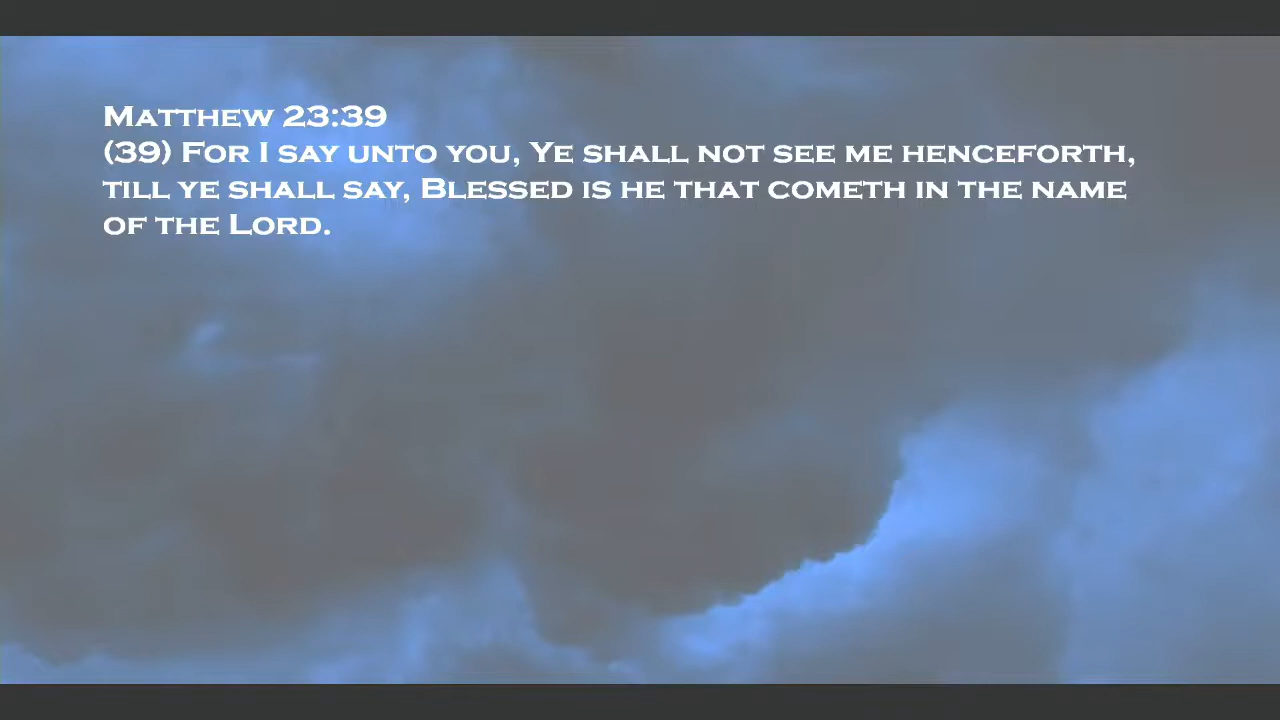 Matthew 23:39
(39) For I say unto you, Ye shall not see me henceforth,
till ye shall say, Blessed is he that cometh in the name
of the Lord.